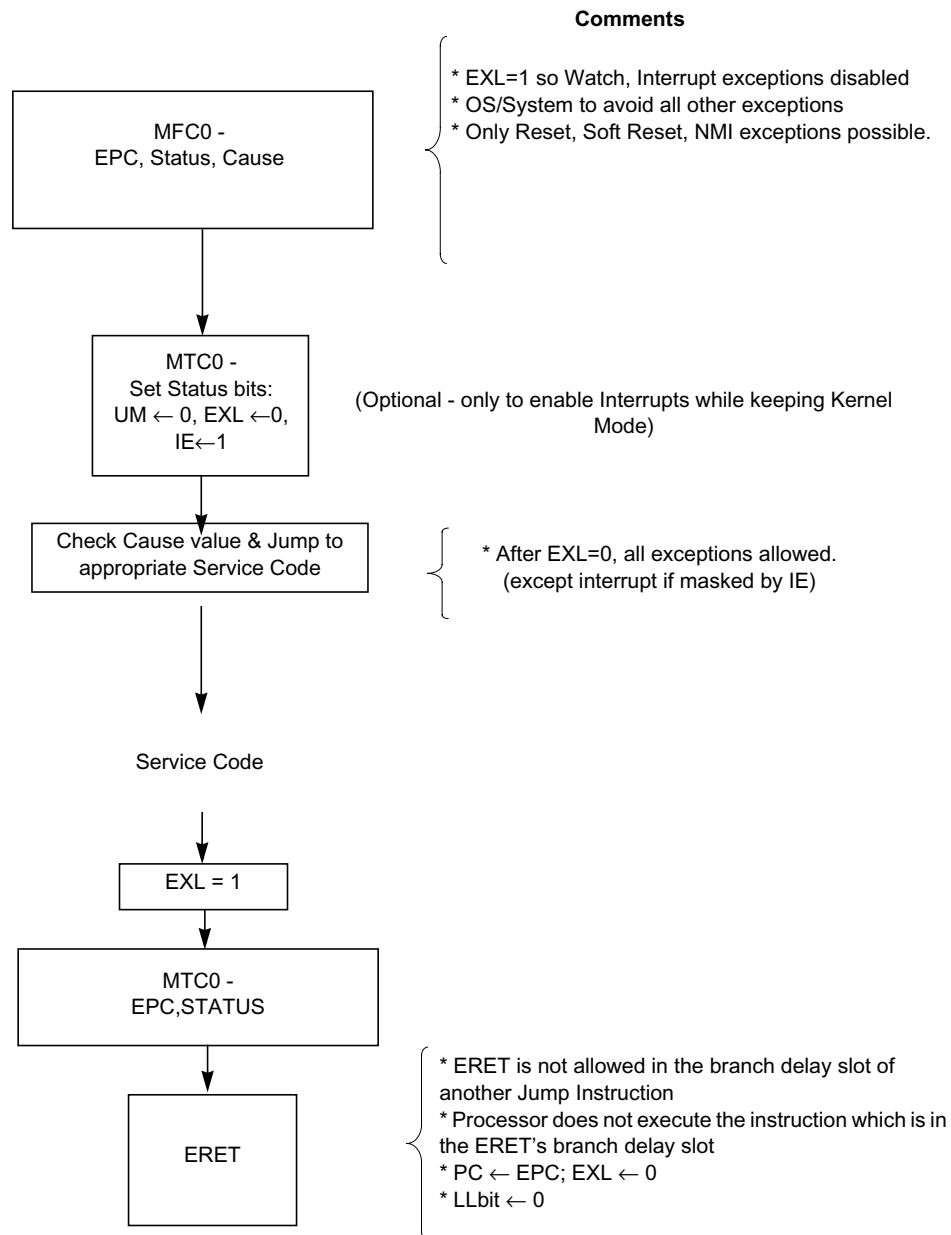 Comments
* EXL=1 so Watch, Interrupt exceptions disabled
* OS/System to avoid all other exceptions
* Only Reset, Soft Reset, NMI exceptions possible.
MFC0 -
EPC, Status, Cause
MTC0 -
Set Status bits:
UM ← 0, EXL ←0,
IE←1
(Optional - only to enable Interrupts while keeping Kernel
Mode)
Check Cause value & Jump to
appropriate Service Code
* After EXL=0, all exceptions allowed.
(except interrupt if masked by IE)
Service Code
EXL = 1
MTC0 -
EPC,STATUS
ERET
* ERET is not allowed in the branch delay slot of
another Jump Instruction
* Processor does not execute the instruction which is in
the ERET's branch delay slot
* PC ← EPC; EXL ← 0
* LLbit ← 0